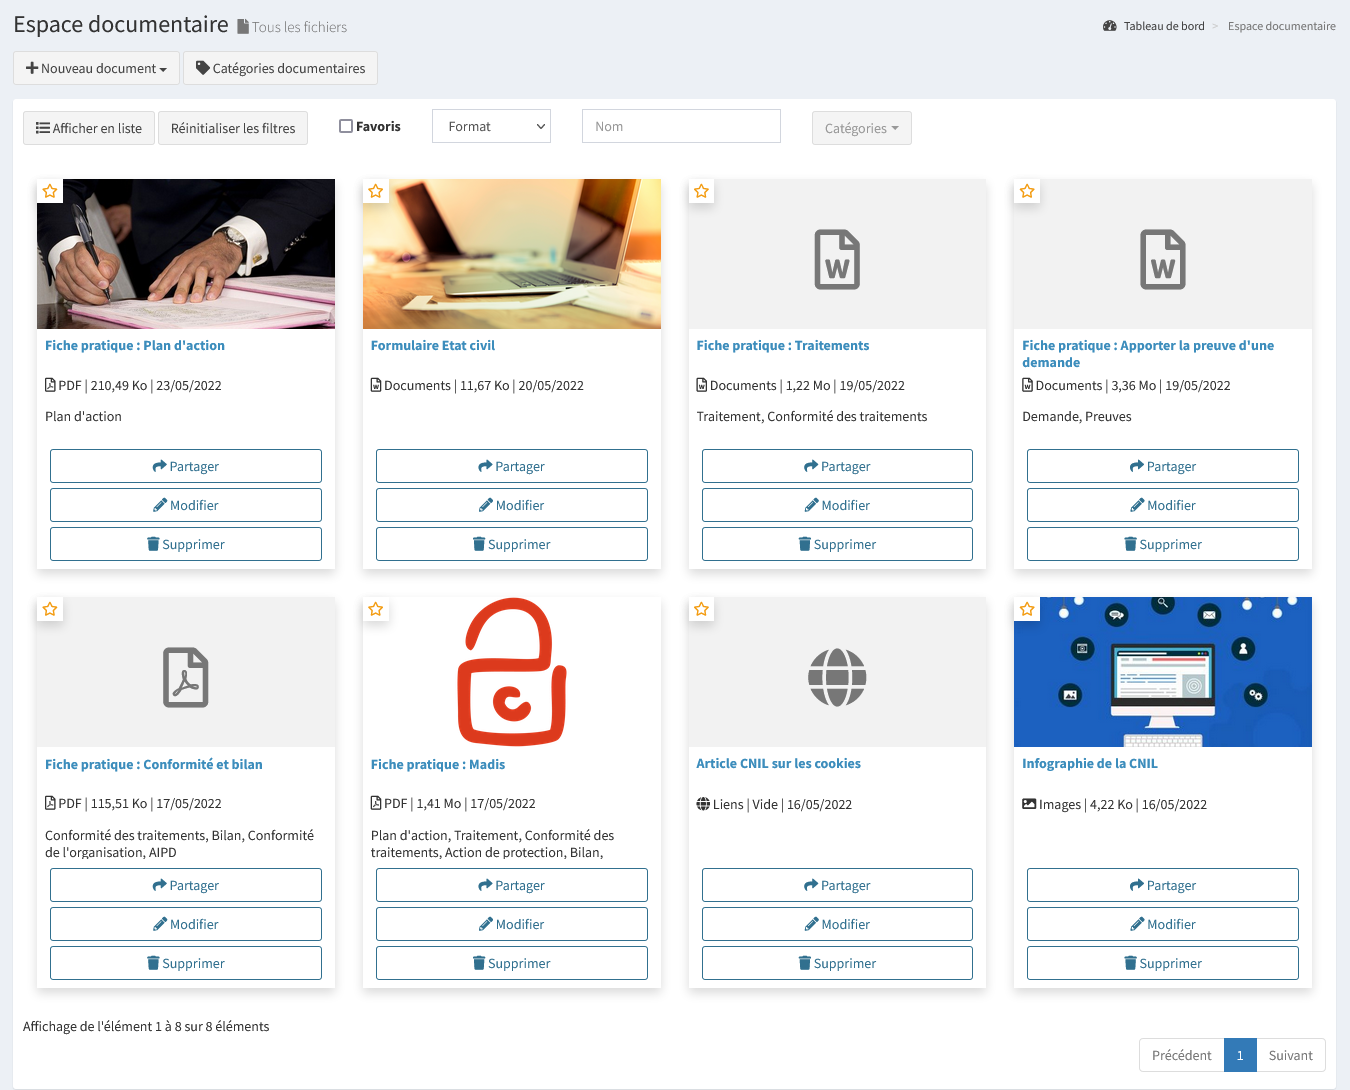 Espace documentaire Tous les fichiers
Tableau de bord > Espace documentaire
Nouveau document
Catégories documentaires
Afficher en liste
Réinitialiser les filtres
Favoris
Format
Nom
Catégories
Fiche pratique : Plan d'action
PDF | 210,49 Ko | 23/05/2022
Plan d'action
Partager
Modifier
Supprimer
Formulaire Etat civil
Documents | 11,67 Ko | 20/05/2022
Partager
Modifier
Supprimer
W
Fiche pratique : Traitements
Documents | 1,22 Mo | 19/05/2022
Traitement, Conformité des traitements
Partager
Modifier
Supprimer
W
Fiche pratique : Apporter la preuve d'une
demande
Documents | 3,36 Mo | 19/05/2022
Demande, Preuves
Partager
Modifier
Supprimer
Fiche pratique : Conformité et bilan
PDF | 115,51 Ko | 17/05/2022
Conformité des traitements, Bilan, Conformité
de l'organisation, AIPD
Partager
Modifier
Supprimer
Fiche pratique : Madis
PDF | 1,41 Mo | 17/05/2022
Plan d'action, Traitement, Conformité des
traitements, Action de protection, Bilan,
Partager
Modifier
Supprimer
Article CNIL sur les cookies
Liens | Vide | 16/05/2022
Partager
Modifier
Supprimer
Infographie de la CNIL
Images | 4,22 Ko | 16/05/2022
Partager
Modifier
Supprimer
Affichage de l'élément 1 à 8 sur 8 éléments
Précédent 1 Suivant